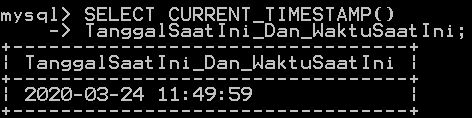 mysql> SELECT CURRENT_TIMESTAMP()
    -> TanggalSaatIni_Dan_WaktuSaatIni;
+---------------------------------+
| TanggalSaatIni_Dan_WaktuSaatIni |
+---------------------------------+
| 2020-03-24 11:49:59             |
+---------------------------------+